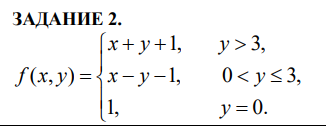 ЗАДАНИЕ 2.
x + y + 1, y > 3,
f (x, y) = x − y − 1, 0 < y ≤ 3,
1, y = 0.